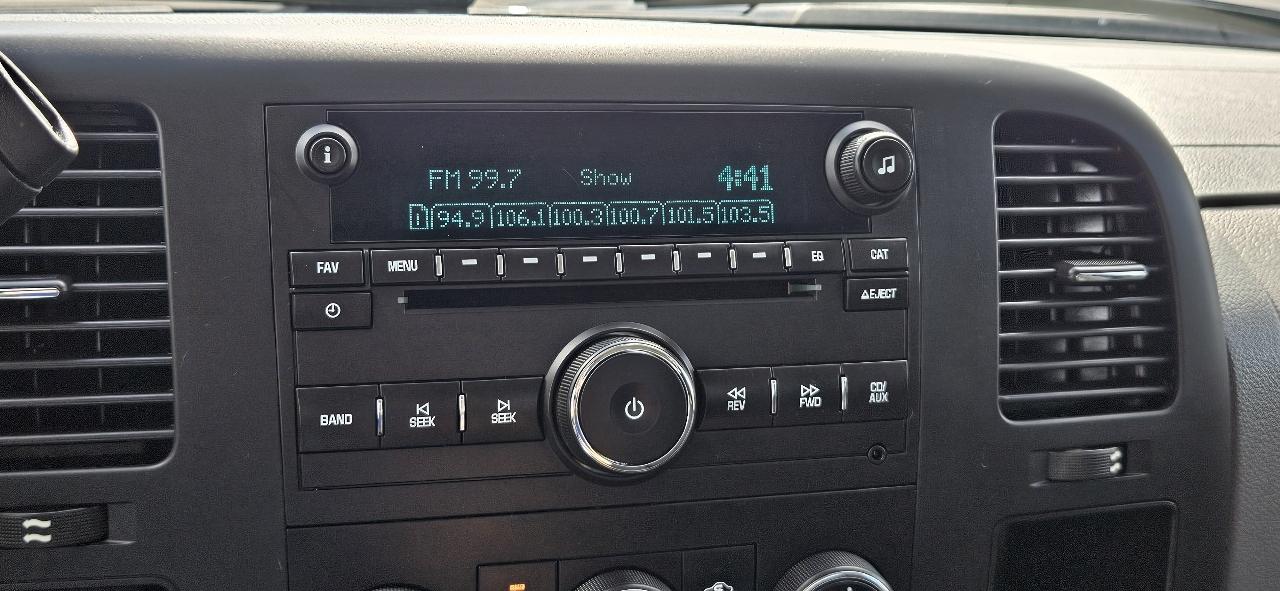 i
FM 99.7 Show 4:41
1 94.9 106.1 100.3 100.7 101.5 103.5
FAV MENU EQ CAT
EJECT
BAND SEEK SEEK REV FWD CD/AUX